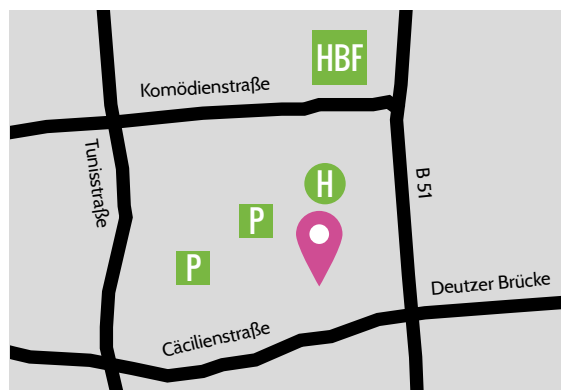 HBF
Komödienstraße
Tunisstraße
H
B 51
P
P
Deutzer Brücke
Cäcilienstraße